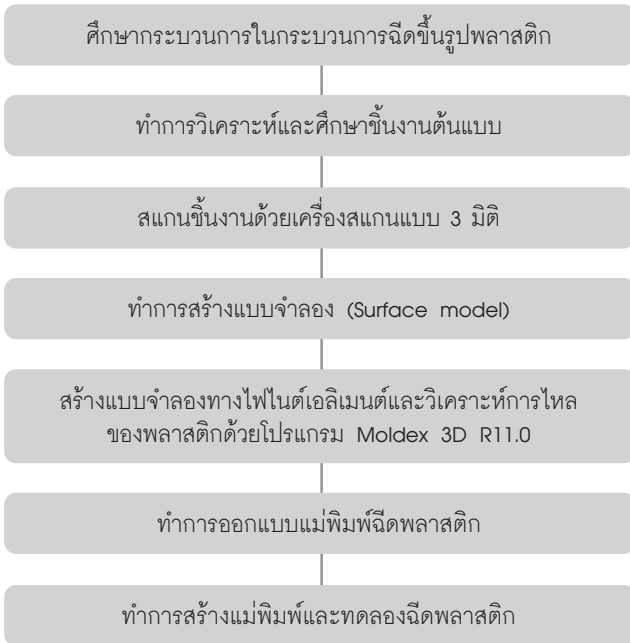 ศึกษากระบวนการในกระบวนการฉีดขึ้นรูปพลาสติก
ทำการวิเคราะห์และศึกษาชิ้นงานต้นแบบ
สแกนชิ้นงานด้วยเครื่องสแกนแบบ 3 มิติ
ทำการสร้างแบบจำลอง (Surface model)
สร้างแบบจำลองทางไฟไนต์เอลิเมนต์และวิเคราะห์การไหล
ของพลาสติกด้วยโปรแกรม Moldex 3D R11.0
ทำการออกแบบแม่พิมพ์ฉีดพลาสติก
ทำการสร้างแม่พิมพ์และทดลองฉีดพลาสติก